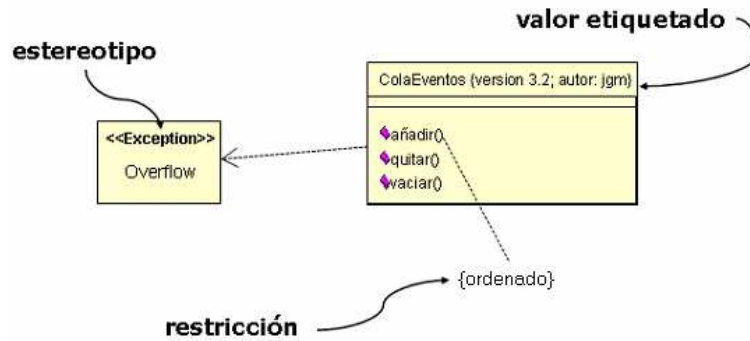 valor etiquetado
estereotipo
ColaEventos {version 3.2; autor: jgm}
<<Exception>>
Overflow
añadir()
quitar()
vaciar()
{ordenado}
restricción